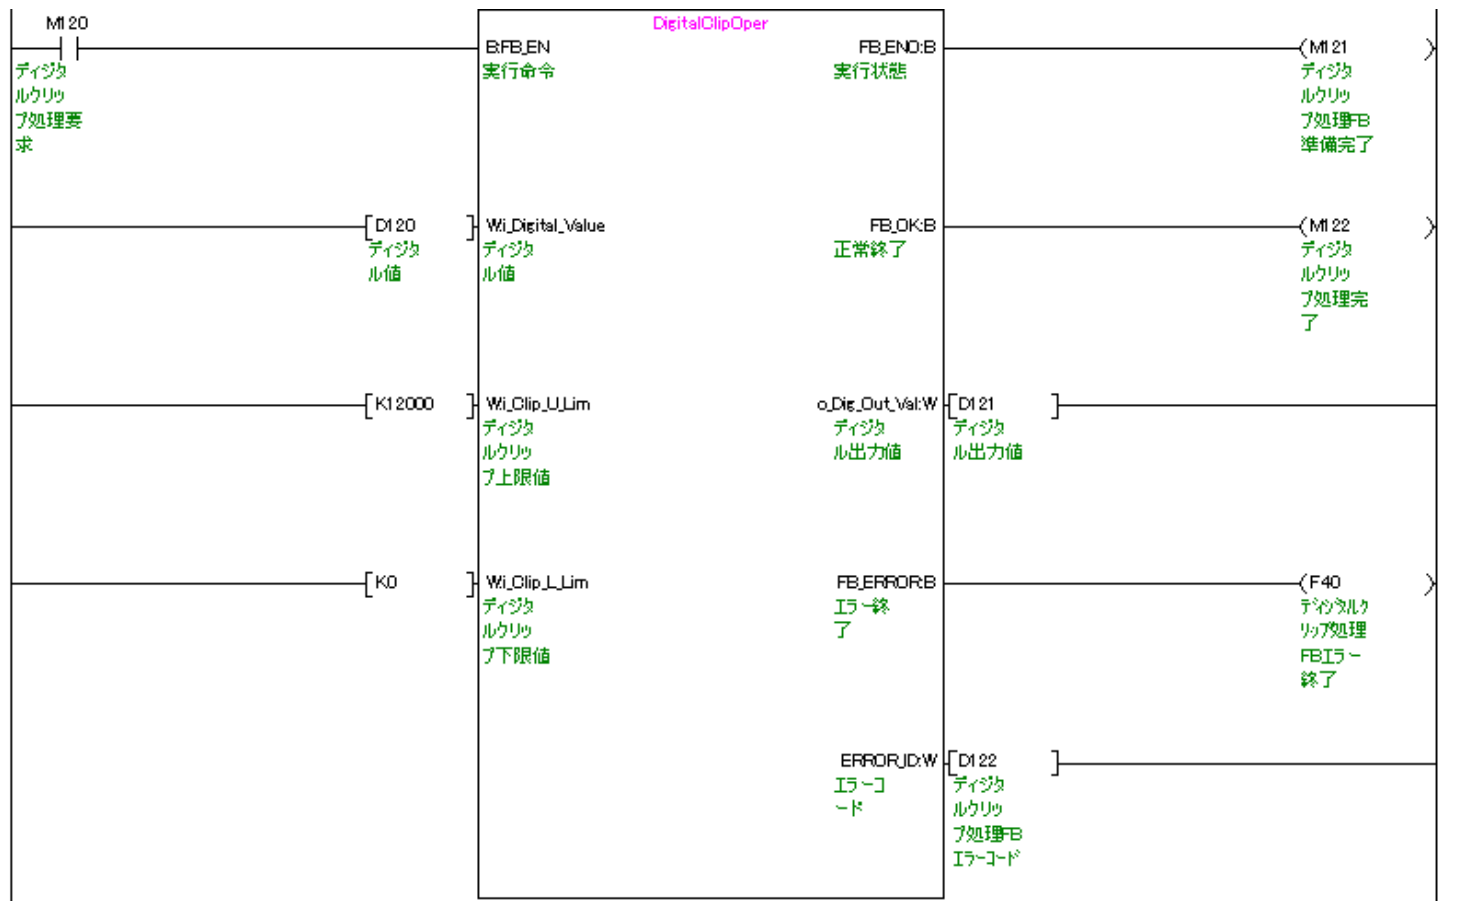 M120
DigitalClipOper
B:FB_EN
FB_ENO:B
M121
ディジタ
ルクリッ
プ処理要
求
実行命令
実行状態
ディジタ
ルクリッ
プ処理FB
準備完了
D120
W:i_Digital_Value
FB_OK:B
M122
ディジタ
ル値
ディジタ
ル値
正常終了
ディジタ
ルクリッ
プ処理完
了
K12000
W:i_Clip_U_Lim
o_Dig_Out_Val:W
D121
ディジタ
ルクリッ
プ上限値
ディジタ
ル出力値
ディジタ
ル出力値
K0
W:i_Clip_L_Lim
FB_ERROR:B
F40
ディジタ
ルクリッ
プ下限値
エラー終
了
ディジタルク
リップ処理
FBエラー
終了
ERROR_ID:W
D122
エラーコ
ード
ディジタ
ルクリッ
プ処理FB
エラーコード